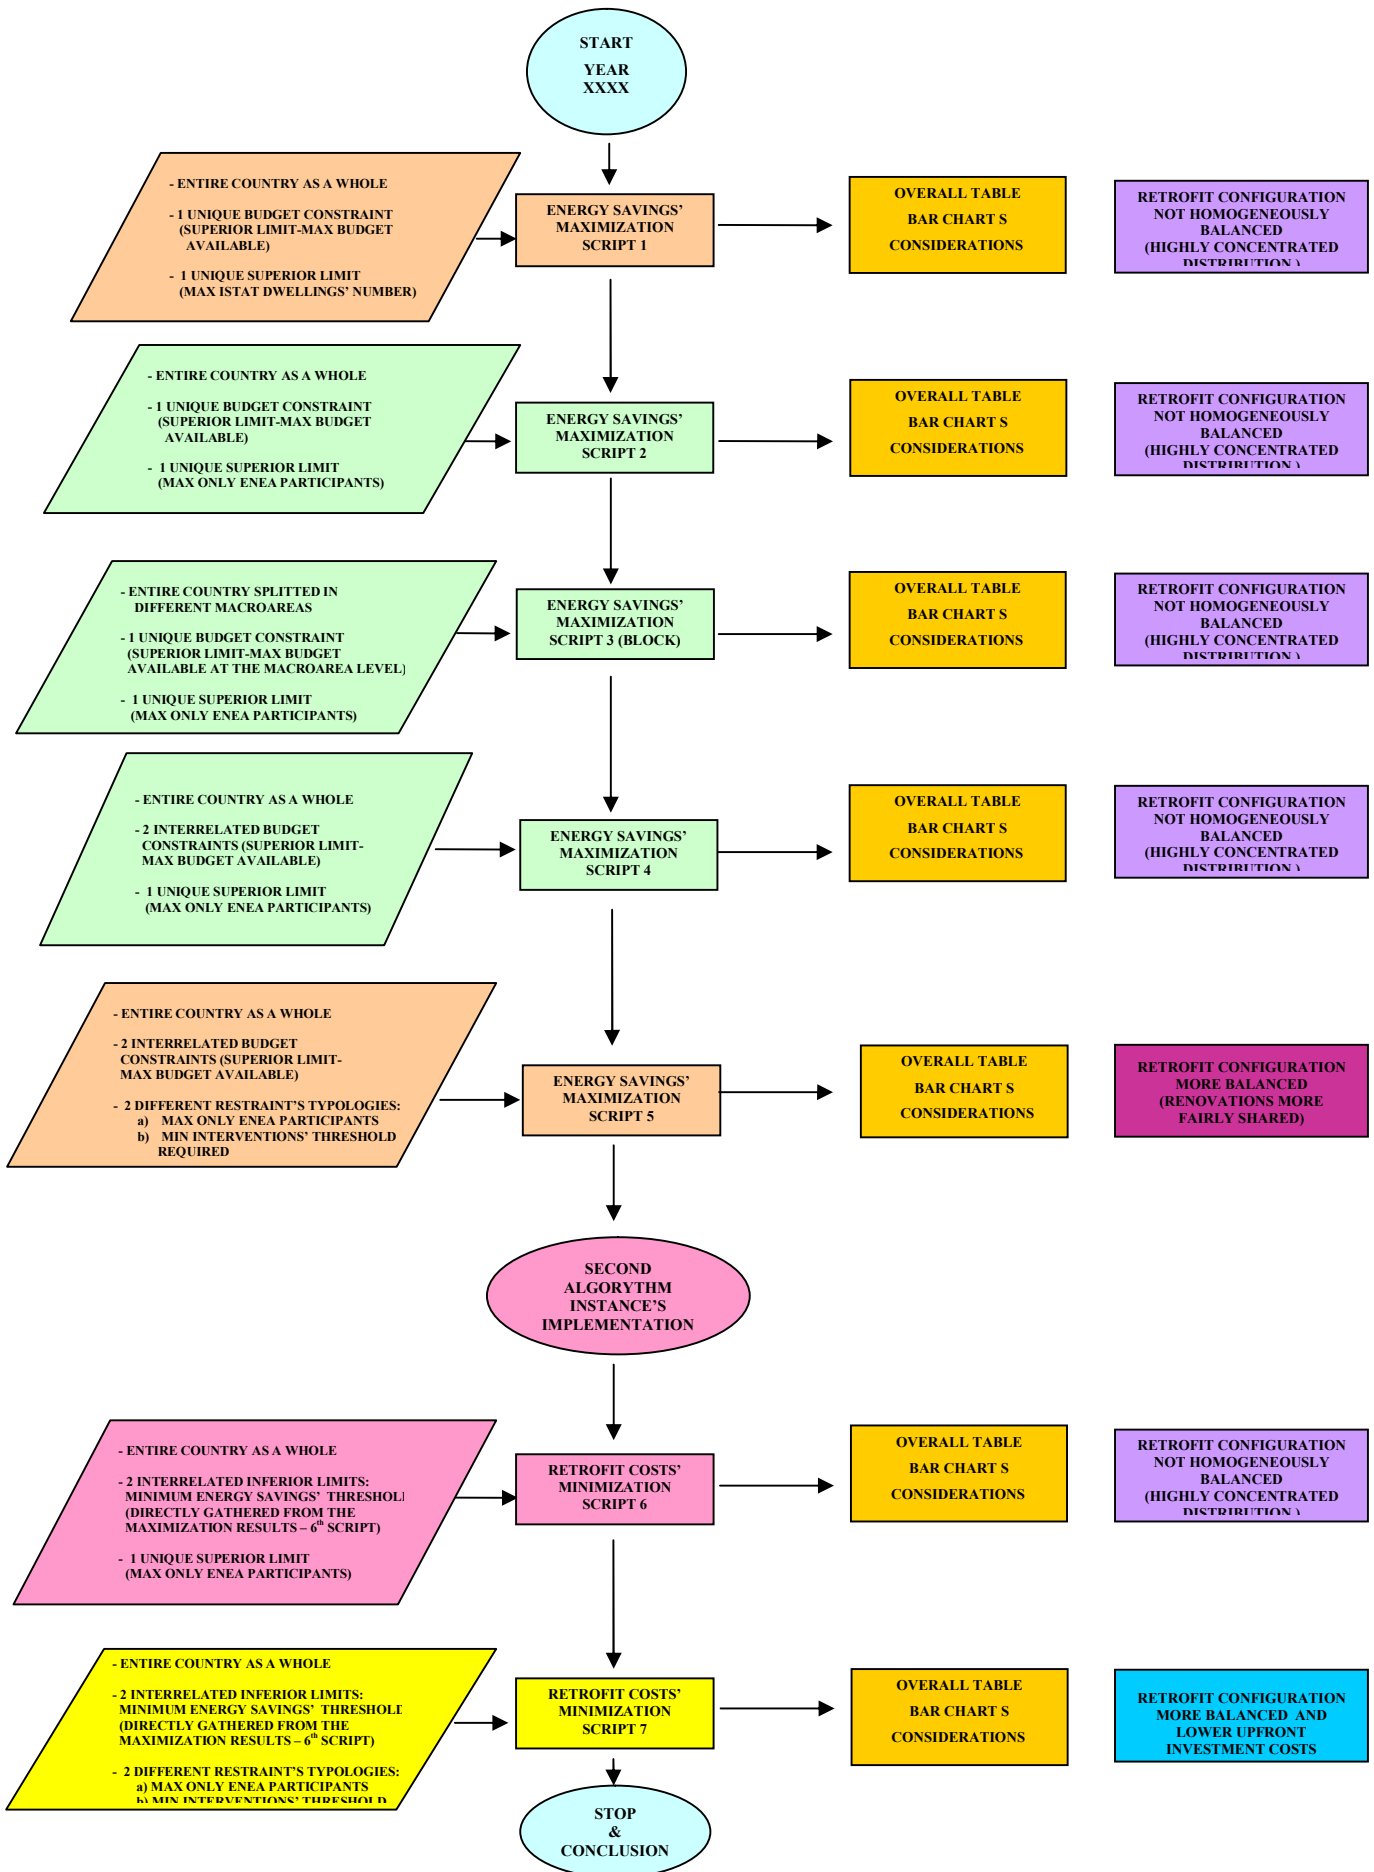 START
YEAR
XXXX
- ENTIRE COUNTRY AS A WHOLE
- 1 UNIQUE BUDGET CONSTRAINT
(SUPERIOR LIMIT-MAX BUDGET
AVAILABLE)
- 1 UNIQUE SUPERIOR LIMIT
(MAX ISTAT DWELLINGS' NUMBER)
ENERGY SAVINGS'
MAXIMIZATION
SCRIPT 1
OVERALL TABLE
BAR CHART S
CONSIDERATIONS
RETROFIT CONFIGURATION
NOT HOMOGENEOUSLY
BALANCED
(HIGHLY CONCENTRATED
DISTRIBUTION )
- ENTIRE COUNTRY AS A WHOLE
- 1 UNIQUE BUDGET CONSTRAINT
(SUPERIOR LIMIT-MAX BUDGET
AVAILABLE)
- 1 UNIQUE SUPERIOR LIMIT
(MAX ONLY ENEA PARTICIPANTS)
ENERGY SAVINGS'
MAXIMIZATION
SCRIPT 2
OVERALL TABLE
BAR CHART S
CONSIDERATIONS
RETROFIT CONFIGURATION
NOT HOMOGENEOUSLY
BALANCED
(HIGHLY CONCENTRATED
DISTRIBUTION )
- ENTIRE COUNTRY SPLITTED IN
DIFFERENT MACROAREAS
- 1 UNIQUE BUDGET CONSTRAINT
(SUPERIOR LIMIT-MAX BUDGET
AVAILABLE AT THE MACROAREA LEVEL)
- 1 UNIQUE SUPERIOR LIMIT
(MAX ONLY ENEA PARTICIPANTS)
ENERGY SAVINGS'
MAXIMIZATION
SCRIPT 3 (BLOCK)
OVERALL TABLE
BAR CHART S
CONSIDERATIONS
RETROFIT CONFIGURATION
NOT HOMOGENEOUSLY
BALANCED
(HIGHLY CONCENTRATED
DISTRIBUTION )
- ENTIRE COUNTRY AS A WHOLE
- 2 INTERRELATED BUDGET
CONSTRAINTS (SUPERIOR LIMIT-
MAX BUDGET AVAILABLE)
- 1 UNIQUE SUPERIOR LIMIT
(MAX ONLY ENEA PARTICIPANTS)
ENERGY SAVINGS'
MAXIMIZATION
SCRIPT 4
OVERALL TABLE
BAR CHART S
CONSIDERATIONS
RETROFIT CONFIGURATION
NOT HOMOGENEOUSLY
BALANCED
(HIGHLY CONCENTRATED
DISTRIBUTION )
- ENTIRE COUNTRY AS A WHOLE
- 2 INTERRELATED BUDGET
CONSTRAINTS (SUPERIOR LIMIT-
MAX BUDGET AVAILABLE)
- 2 DIFFERENT RESTRAINT'S TYPOLOGIES:
a) MAX ONLY ENEA PARTICIPANTS
b) MIN INTERVENTIONS' THRESHOLD
REQUIRED
ENERGY SAVINGS'
MAXIMIZATION
SCRIPT 5
OVERALL TABLE
BAR CHART S
CONSIDERATIONS
RETROFIT CONFIGURATION
MORE BALANCED
(RENOVATIONS MORE
FAIRLY SHARED)
SECOND
ALGORYTHM
INSTANCE'S
IMPLEMENTATION
- ENTIRE COUNTRY AS A WHOLE
- 2 INTERRELATED INFERIOR LIMITS:
MINIMUM ENERGY SAVINGS' THRESHOLD
(DIRECTLY GATHERED FROM THE
MAXIMIZATION RESULTS – 6th SCRIPT)
- 1 UNIQUE SUPERIOR LIMIT
(MAX ONLY ENEA PARTICIPANTS)
RETROFIT COSTS'
MINIMIZATION
SCRIPT 6
OVERALL TABLE
BAR CHART S
CONSIDERATIONS
RETROFIT CONFIGURATION
NOT HOMOGENEOUSLY
BALANCED
(HIGHLY CONCENTRATED
DISTRIBUTION )
- ENTIRE COUNTRY AS A WHOLE
- 2 INTERRELATED INFERIOR LIMITS:
MINIMUM ENERGY SAVINGS' THRESHOLD
(DIRECTLY GATHERED FROM THE
MAXIMIZATION RESULTS – 6th SCRIPT)
- 2 DIFFERENT RESTRAINT'S TYPOLOGIES:
a) MAX ONLY ENEA PARTICIPANTS
b) MIN INTERVENTIONS' THRESHOLD
RETROFIT COSTS'
MINIMIZATION
SCRIPT 7
OVERALL TABLE
BAR CHART S
CONSIDERATIONS
RETROFIT CONFIGURATION
MORE BALANCED AND
LOWER UPFRONT
INVESTMENT COSTS
STOP
&
CONCLUSION